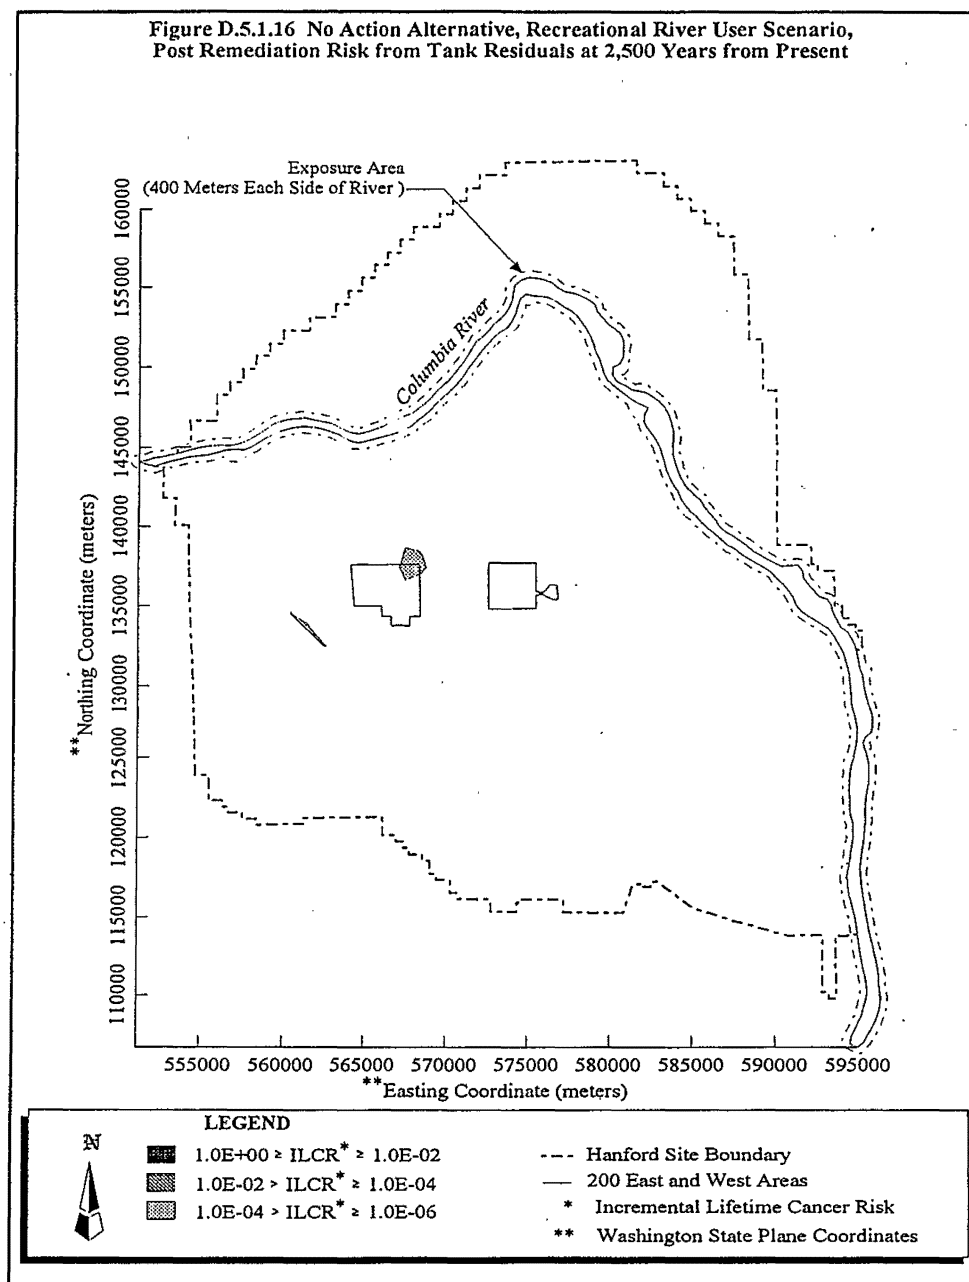 Figure D.5.1.16 No Action Alternative, Recreational River User Scenario,
Post Remediation Risk from Tank Residuals at 2,500 Years from Present
Exposure Area
(400 Meters Each Side of River )
Columbia River
**Northing Coordinate (meters)
160000
155000
150000
145000
140000
135000
130000
125000
120000
115000
110000
555000 560000 565000 570000 575000 580000 585000 590000 595000
**Easting Coordinate (meters)
LEGEND
N
1.0E+00 ≥ ILCR* ≥ 1.0E-02
1.0E-02 > ILCR* ≥ 1.0E-04
1.0E-04 > ILCR* ≥ 1.0E-06
Hanford Site Boundary
200 East and West Areas
* Incremental Lifetime Cancer Risk
** Washington State Plane Coordinates